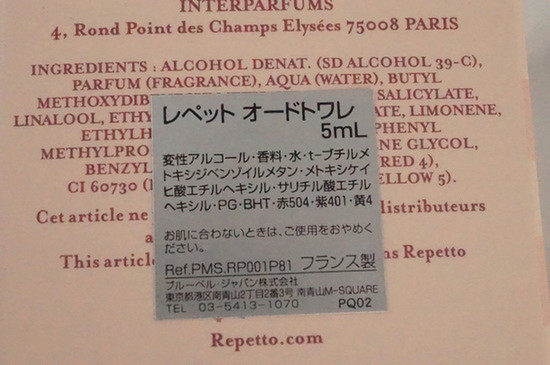 INTERPARFUMS
4, Rond Point des Champs Elysées 75008 PARIS
INGREDIENTS : ALCOHOL DENAT. (SD ALCOHOL 39-C),
PARFUM (FRAGRANCE), AQUA (WATER), BUTYL
METHOXYDIB SALICYLATE,
LINALOOL, ETHY ATE, LIMONENE,
ETHYLH
METHYLPRO NE GLYCOL,
BENZY RED 4),
CI 60730 ( YELLOW 5).
レペット オードトワレ
5mL
変性アルコール・香料・水・t-ブチルメ
トキシジベンゾイルメタン・メトキシケイ
ヒ酸エチルヘキシル・サリチル酸エチル
ヘキシル・PG・BHT・赤504・紫401・黄4
お肌に合わないときは、ご使用をおやめく
ださい。
Ref.PMS.RP001P81 フランス製
ブルーベル・ジャパン株式会社
東京都港区南青山2丁目2番3号 南青山M-SQUARE
TEL 03-5413-1070 PQ02
Cet article ne distributeurs
a
This article ns Repetto
Repetto.com